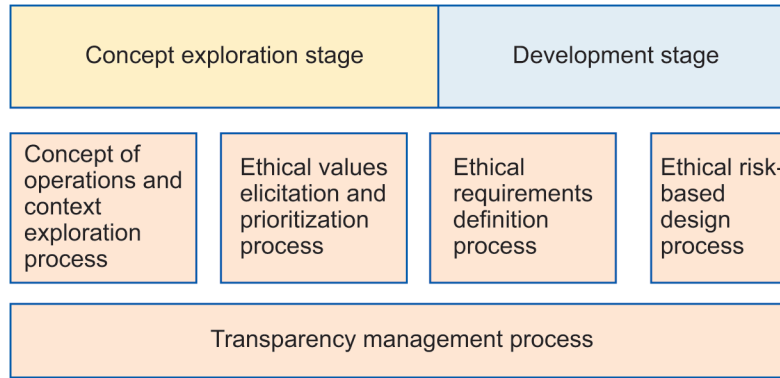 Concept exploration stage
Development stage
Concept of
operations and
context
exploration
process
Ethical values
elicitation and
prioritization
process
Ethical
requirements
definition
process
Ethical risk-
based
design
process
Transparency management process